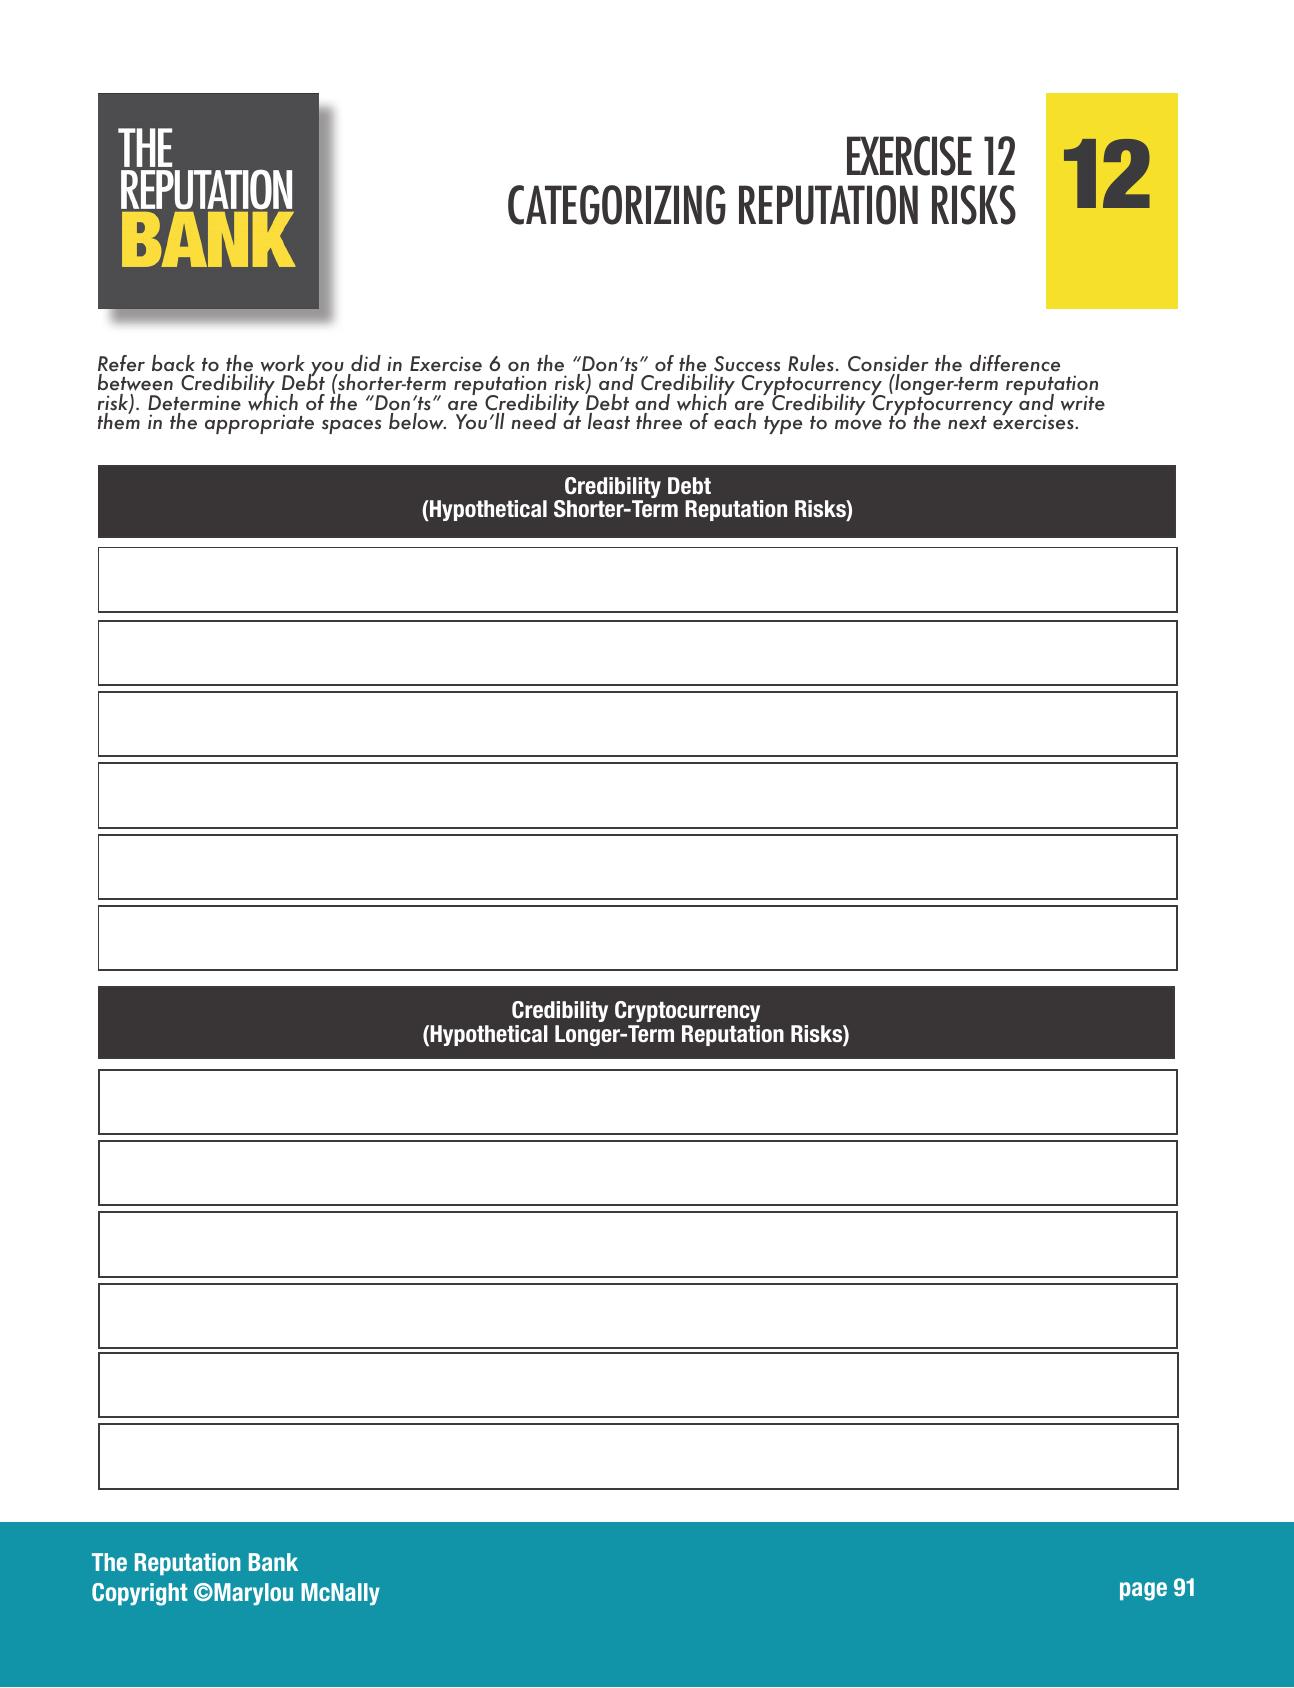 THE
REPUTATION
BANK
EXERCISE 12
CATEGORIZING REPUTATION RISKS
12
Refer back to the work you did in Exercise 6 on the “Don’ts” of the Success Rules. Consider the difference
between Credibility Debt (shorter-term reputation risk) and Credibility Cryptocurrency (longer-term reputation
risk). Determine which of the “Don’ts” are Credibility Debt and which are Credibility Cryptocurrency and write
them in the appropriate spaces below. You’ll need at least three of each type to move to the next exercises.
Credibility Debt
(Hypothetical Shorter-Term Reputation Risks)
Credibility Cryptocurrency
(Hypothetical Longer-Term Reputation Risks)
The Reputation Bank
Copyright ©Marylou McNally
page 91